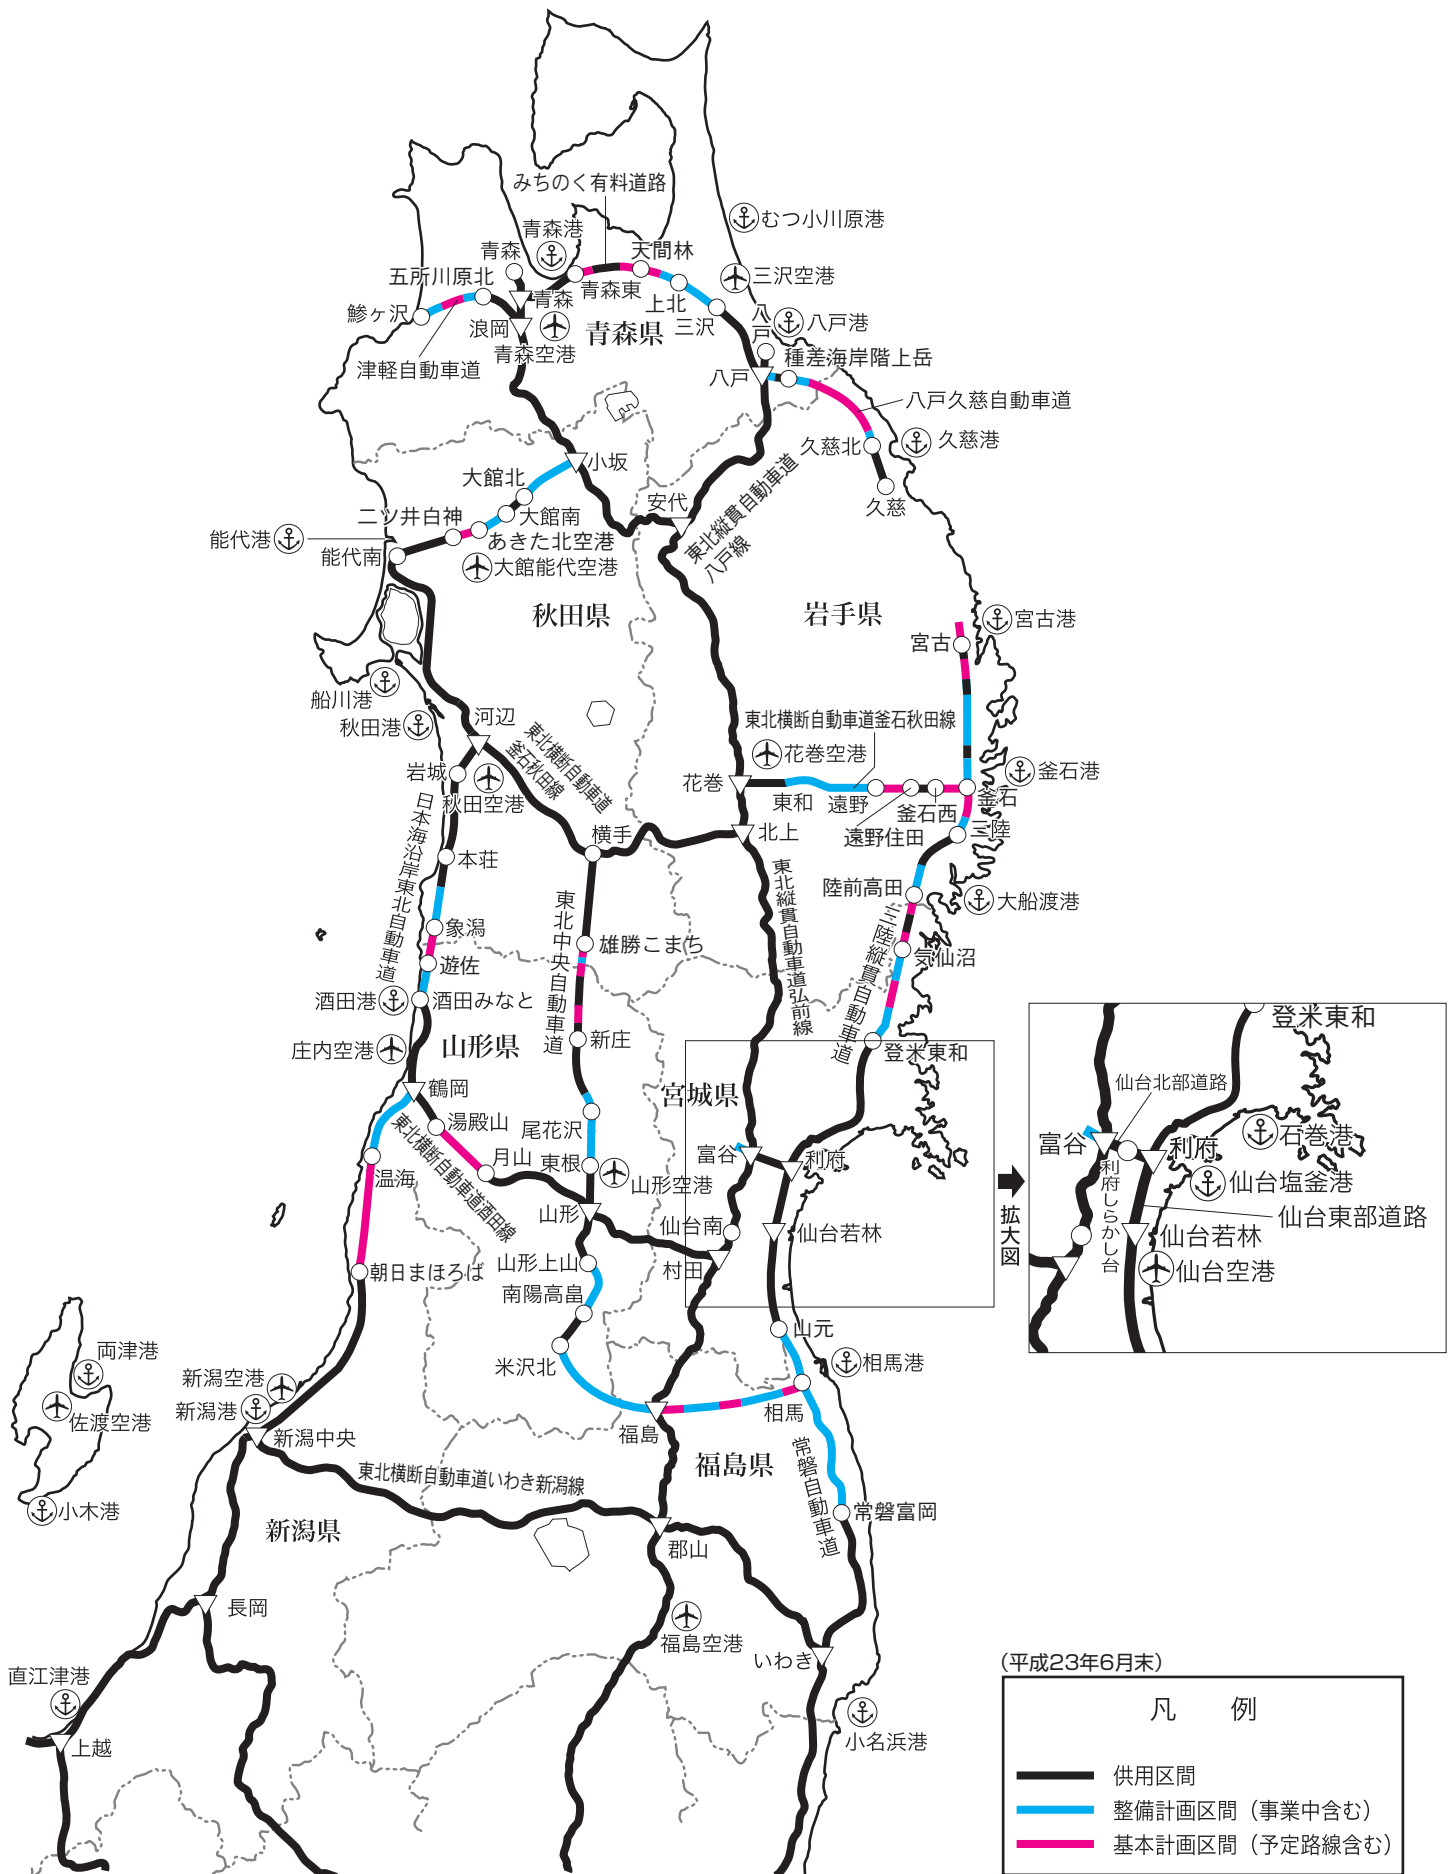 みちのく有料道路
むつ小川原港
青森港
青森
天間林
五所川原北
三沢空港
青森
青森東
上北
八戸
鰺ヶ沢
浪岡
三沢
八戸港
青森空港
青森県
津軽自動車道
八戸
種差海岸階上岳
八戸久慈自動車道
久慈北
久慈港
小坂
大館北
久慈
安代
東北縦貫自動車道
八戸線
二ツ井白神
大館南
能代港
あきた北空港
能代南
大館能代空港
秋田県
岩手県
宮古港
宮古
船川港
秋田港
河辺
東北横断自動車道
釜石秋田線
東北横断自動車道釜石秋田線
花巻空港
岩城
秋田空港
花巻
東和
遠野
釜石港
釜石
釜石西
遠野住田
三陸
日本海沿岸東北自動車道
横手
北上
本荘
東北縦貫自動車道弘前線
陸前高田
大船渡港
東北中央自動車道
三陸縦貫自動車道
象潟
雄勝こまち
気仙沼
遊佐
酒田港
酒田みなと
新庄
庄内空港
山形県
登米東和
鶴岡
宮城県
湯殿山
尾花沢
東北横断自動車道酒田線
月山
東根
富谷
利府
温海
山形空港
山形
仙台南
仙台若林
村田
山形上山
朝日まほろば
南陽高畠
山元
米沢北
相馬港
相馬
福島
両津港
新潟空港
佐渡空港
新潟港
新潟中央
小木港
東北横断自動車道いわき新潟線
福島県
常磐自動車道
常磐富岡
新潟県
郡山
長岡
福島空港
いわき
直江津港
上越
小名浜港
拡大図
登米東和
仙台北部道路
富谷
利府
石巻港
利府しらかし台
仙台塩釜港
仙台東部道路
仙台若林
仙台空港
(平成23年6月末)
凡　例
供用区間
整備計画区間（事業中含む）
基本計画区間（予定路線含む）